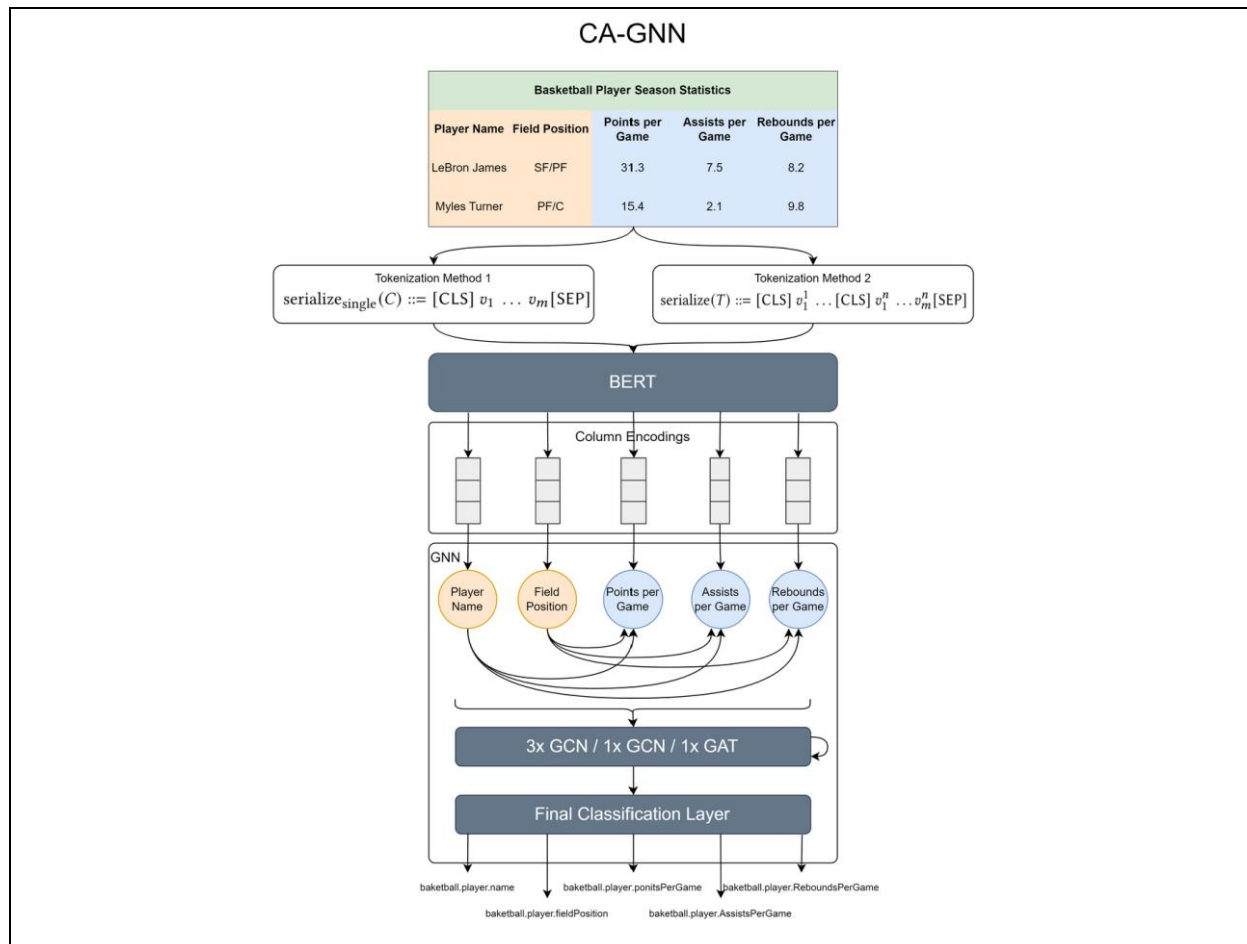 CA-GNN
Basketball Player Season Statistics
Player Name Field Position Points per Game Assists per Game Rebounds per Game
LeBron James SF/PF 31.3 7.5 8.2
Myles Turner PF/C 15.4 2.1 9.8
Tokenization Method 1
serialize_single(C) ::= [CLS] v_1 ... v_m[SEP]
Tokenization Method 2
serialize(T) ::= [CLS] v_1^1 ... [CLS] v_1^n ... v_m^n[SEP]
BERT
Column Encodings
GNN
Player
Name
Field
Position
Points per
Game
Assists
per Game
Rebounds
per Game
3x GCN / 1x GCN / 1x GAT
Final Classification Layer
baketball.player.name
baketball.player.ponitsPerGame
baketball.player.ReboundsPerGame
baketball.player.fieldPosition
baketball.player.AssistsPerGame